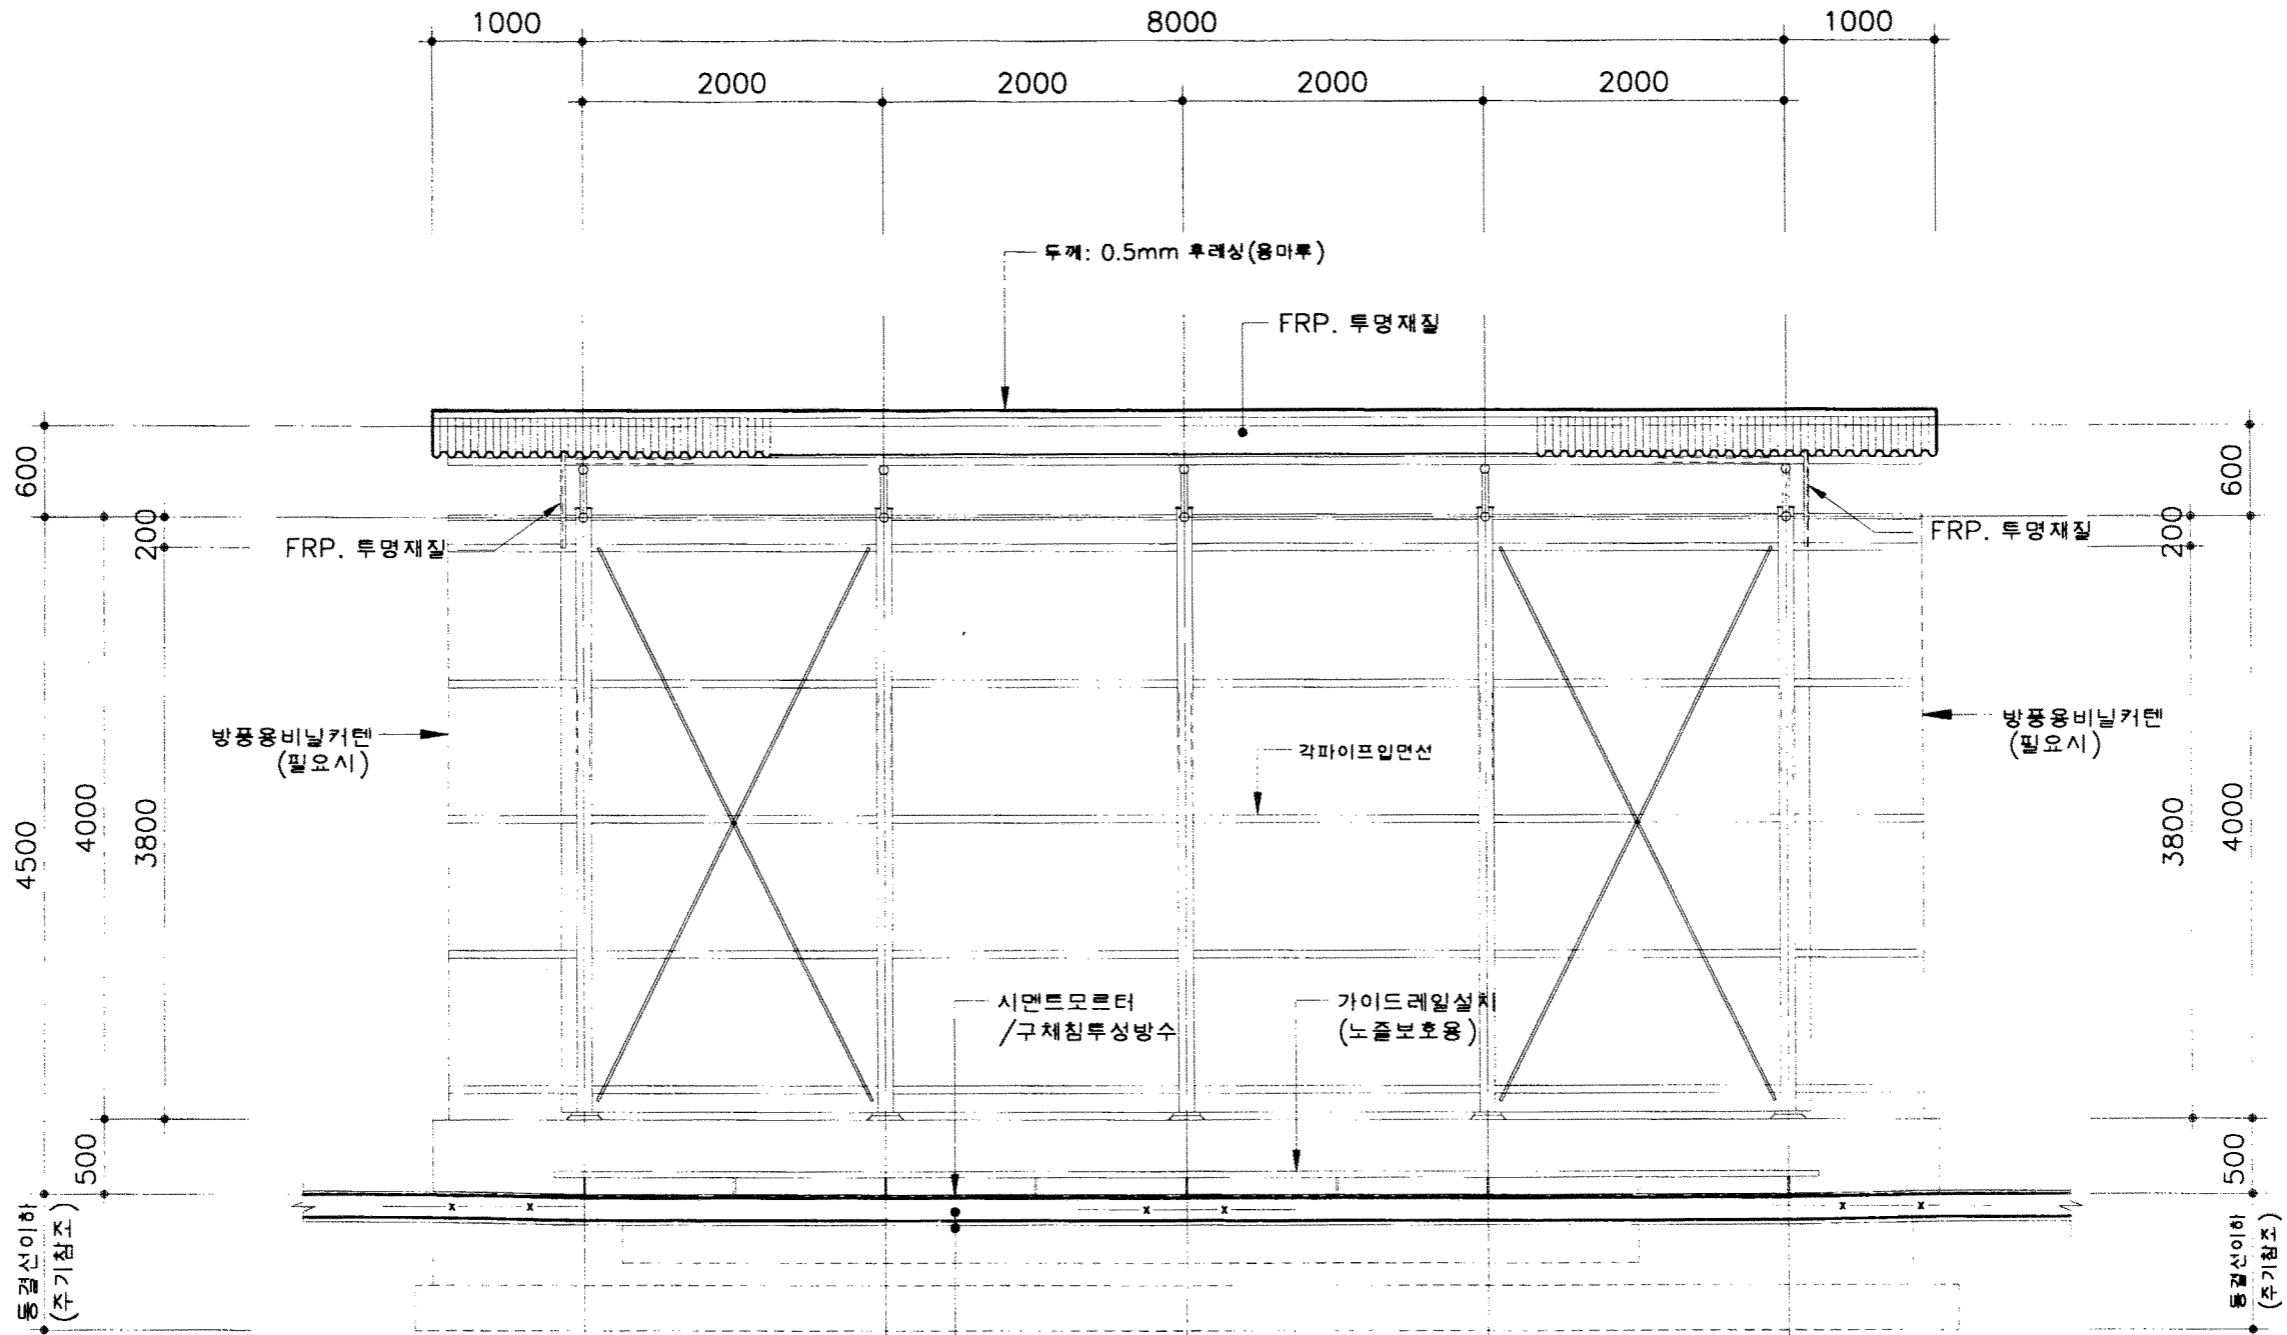 1000
8000
1000
2000
2000
2000
2000
두께: 0.5mm 후레싱(용마루)
FRP. 투명재질
600
200
FRP. 투명재질
600
200
FRP. 투명재질
방풍용비닐커텐
(필요시)
각파이프입면선
방풍용비닐커텐
(필요시)
4500
4000
3800
3800
4000
시멘트모르터
/구체침투성방수
가이드레일설치
(노즐보호용)
500
500
x
x
x
x
x
x
동결선이하
(주기참조)
동결선이하
(주기참조)